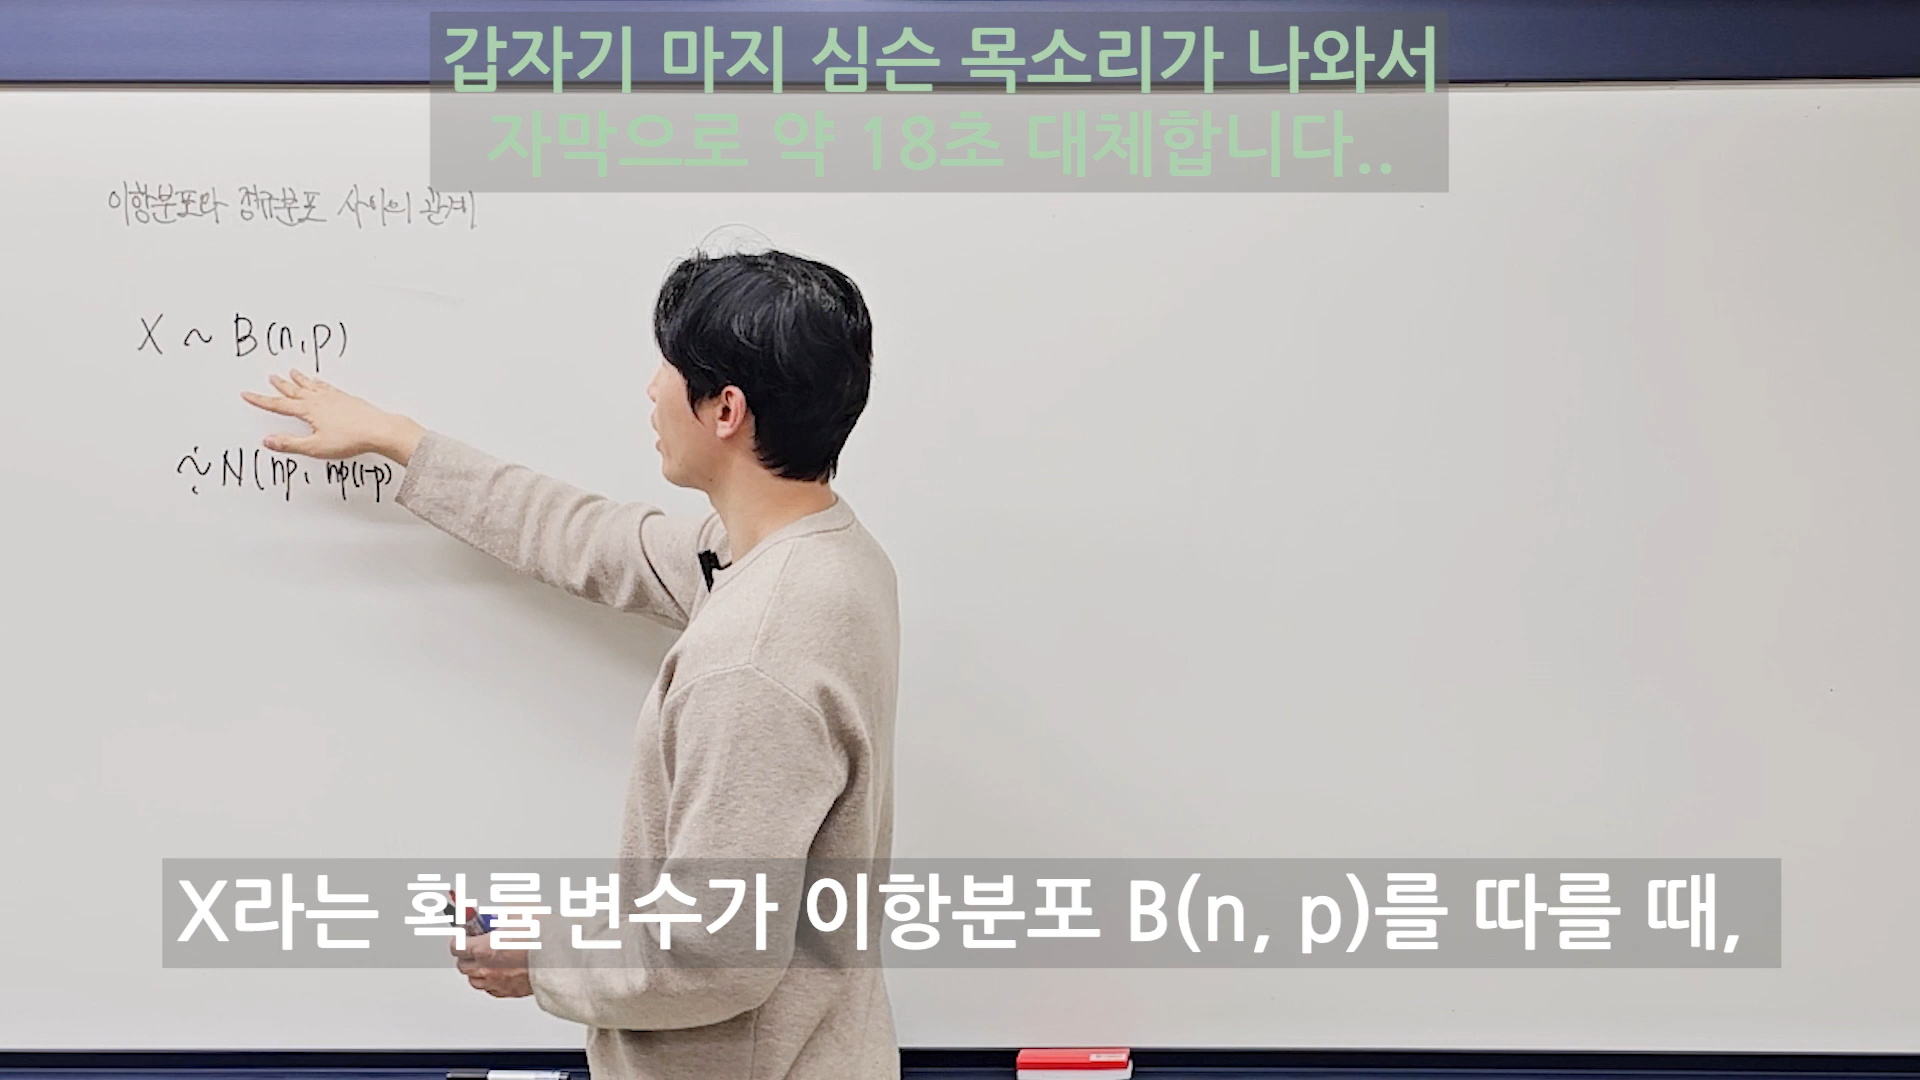 갑자기 마지 심슨 목소리가 나와서
자막으로 약 18초 대체합니다..
이항분포와 정규분포 사이의 관계
X ~ B(n, p)
∻ N(np, np(1-p)
X라는 확률변수가 이항분포 B(n, p)를 따를 때,